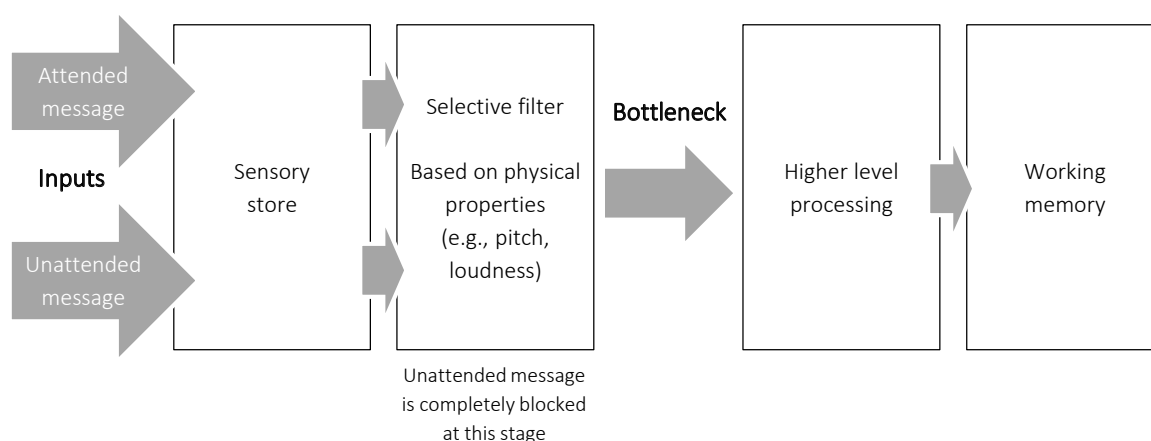 Attended
message
Inputs
Unattended
message
Sensory
store
Selective filter
Based on physical
properties
(e.g., pitch,
loudness)
Unattended message
is completely blocked
at this stage
Bottleneck
Higher level
processing
Working
memory